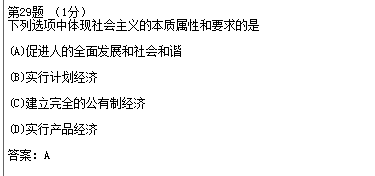 第29题 (1分)
下列选项中体现社会主义的本质属性和要求的是
(A)促进人的全面发展和社会和谐
(B)实行计划经济
(C)建立完全的公有制经济
(D)实行产品经济
答案: A